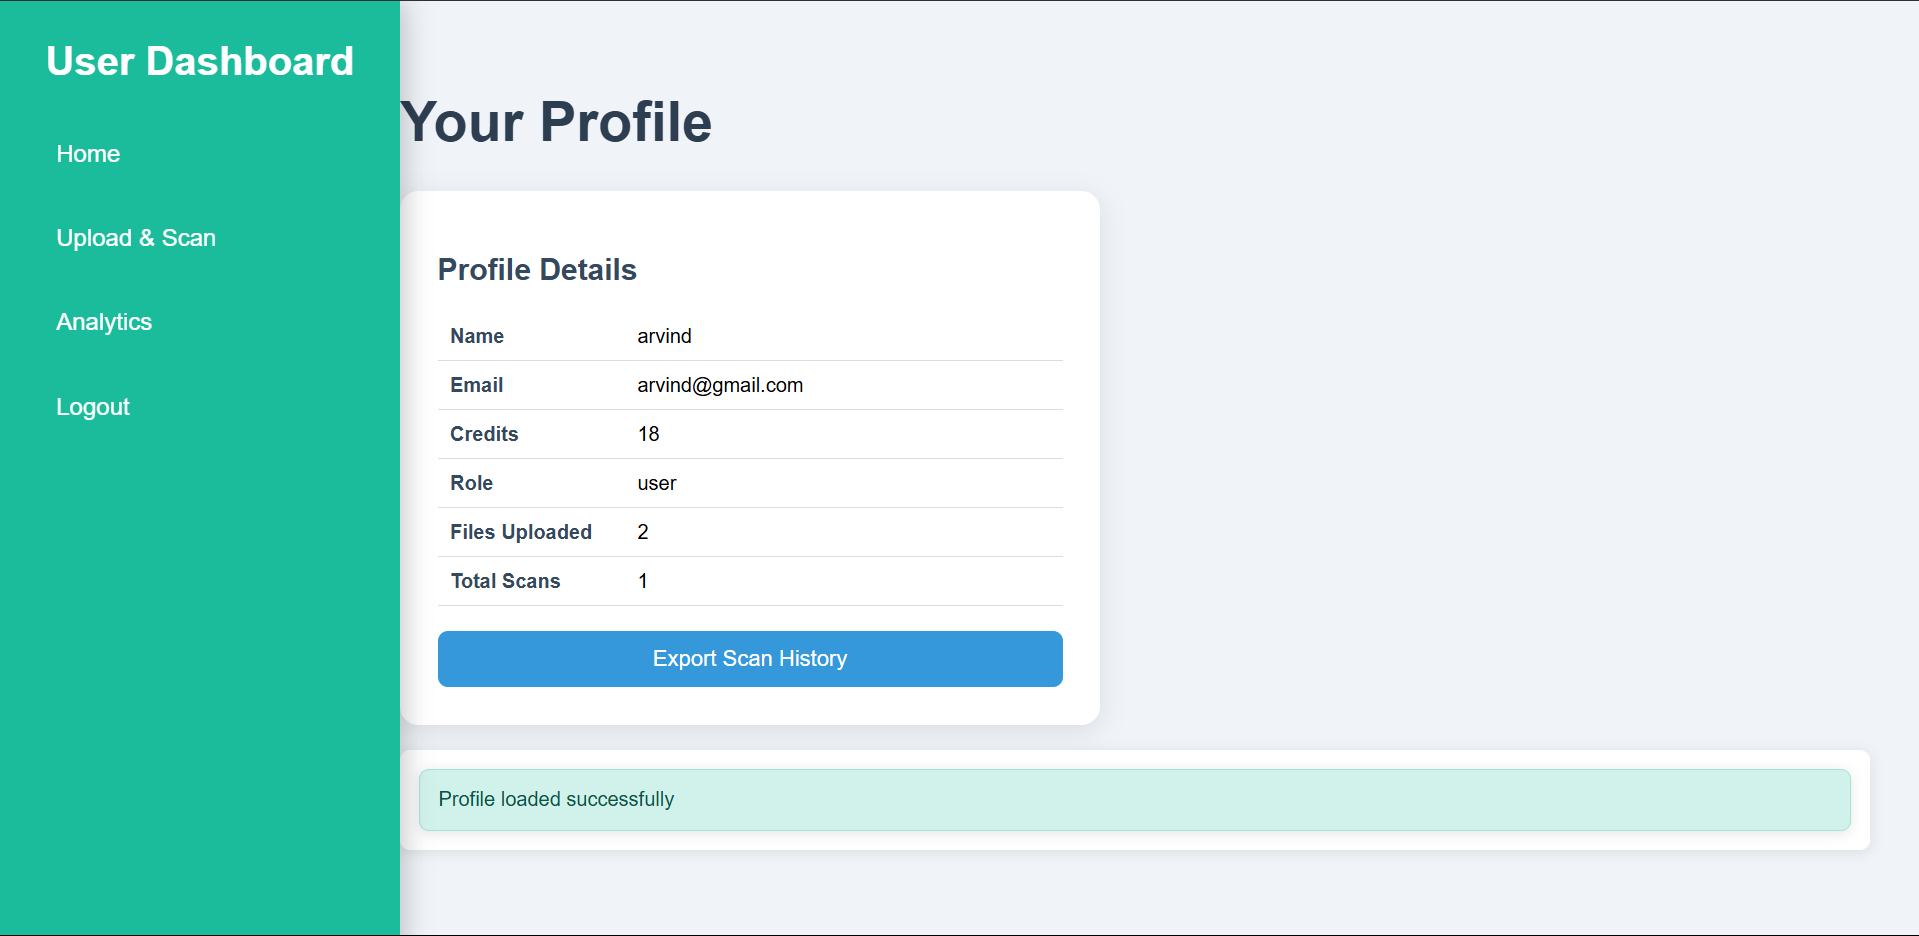 User Dashboard
Home
Upload & Scan
Analytics
Logout
Your Profile
Profile Details
Name arvind
Email arvind@gmail.com
Credits 18
Role user
Files Uploaded 2
Total Scans 1
Export Scan History
Profile loaded successfully